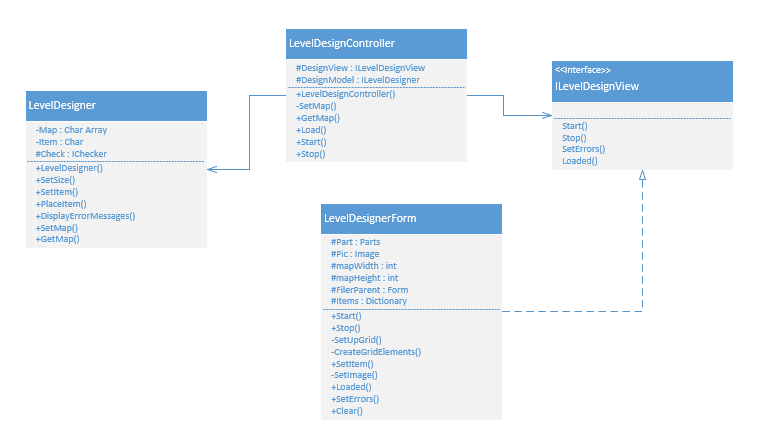 LevelDesignController
#DesignView : ILevelDesignView
#DesignModel : ILevelDesigner
+LevelDesignController()
-SetMap()
+GetMap()
+Load()
+Start()
+Stop()
<<Interface>>
ILevelDesignView
Start()
Stop()
SetErrors()
Loaded()
LevelDesigner
-Map : Char Array
-Item : Char
#Check : IChecker
+LevelDesigner()
+SetSize()
+SetItem()
+PlaceItem()
+DisplayErrorMessages()
+SetMap()
+GetMap()
LevelDesignerForm
#Part : Parts
#Pic : Image
#mapWidth : int
#mapHeight : int
#FilerParent : Form
#Items : Dictionary
+Start()
+Stop()
-SetUpGrid()
-CreateGridElements()
+SetItem()
-SetImage()
+Loaded()
+SetErrors()
+Clear()